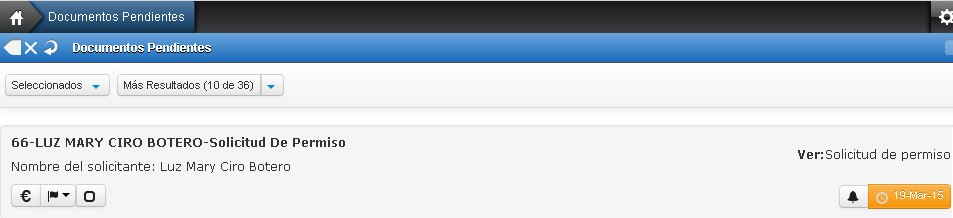 Documentos Pendientes
Documentos Pendientes
Seleccionados Más Resultados (10 de 36)
66-LUZ MARY CIRO BOTERO-Solicitud De Permiso
Ver:Solicitud de permiso
Nombre del solicitante: Luz Mary Ciro Botero
€ 19-Mar-15